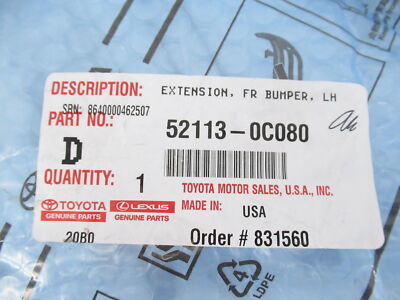 DESCRIPTION: EXTENSION, FR BUMPER, LH
SBN: 8640000462507
PART NO.: 52113-0C080
D
QUANTITY: 1 TOYOTA MOTOR SALES, U.S.A., INC.
TOYOTA LEXUS MADE IN: USA
GENUINE PARTS GENUINE PARTS
20B0 Order # 831560
4
LDPE